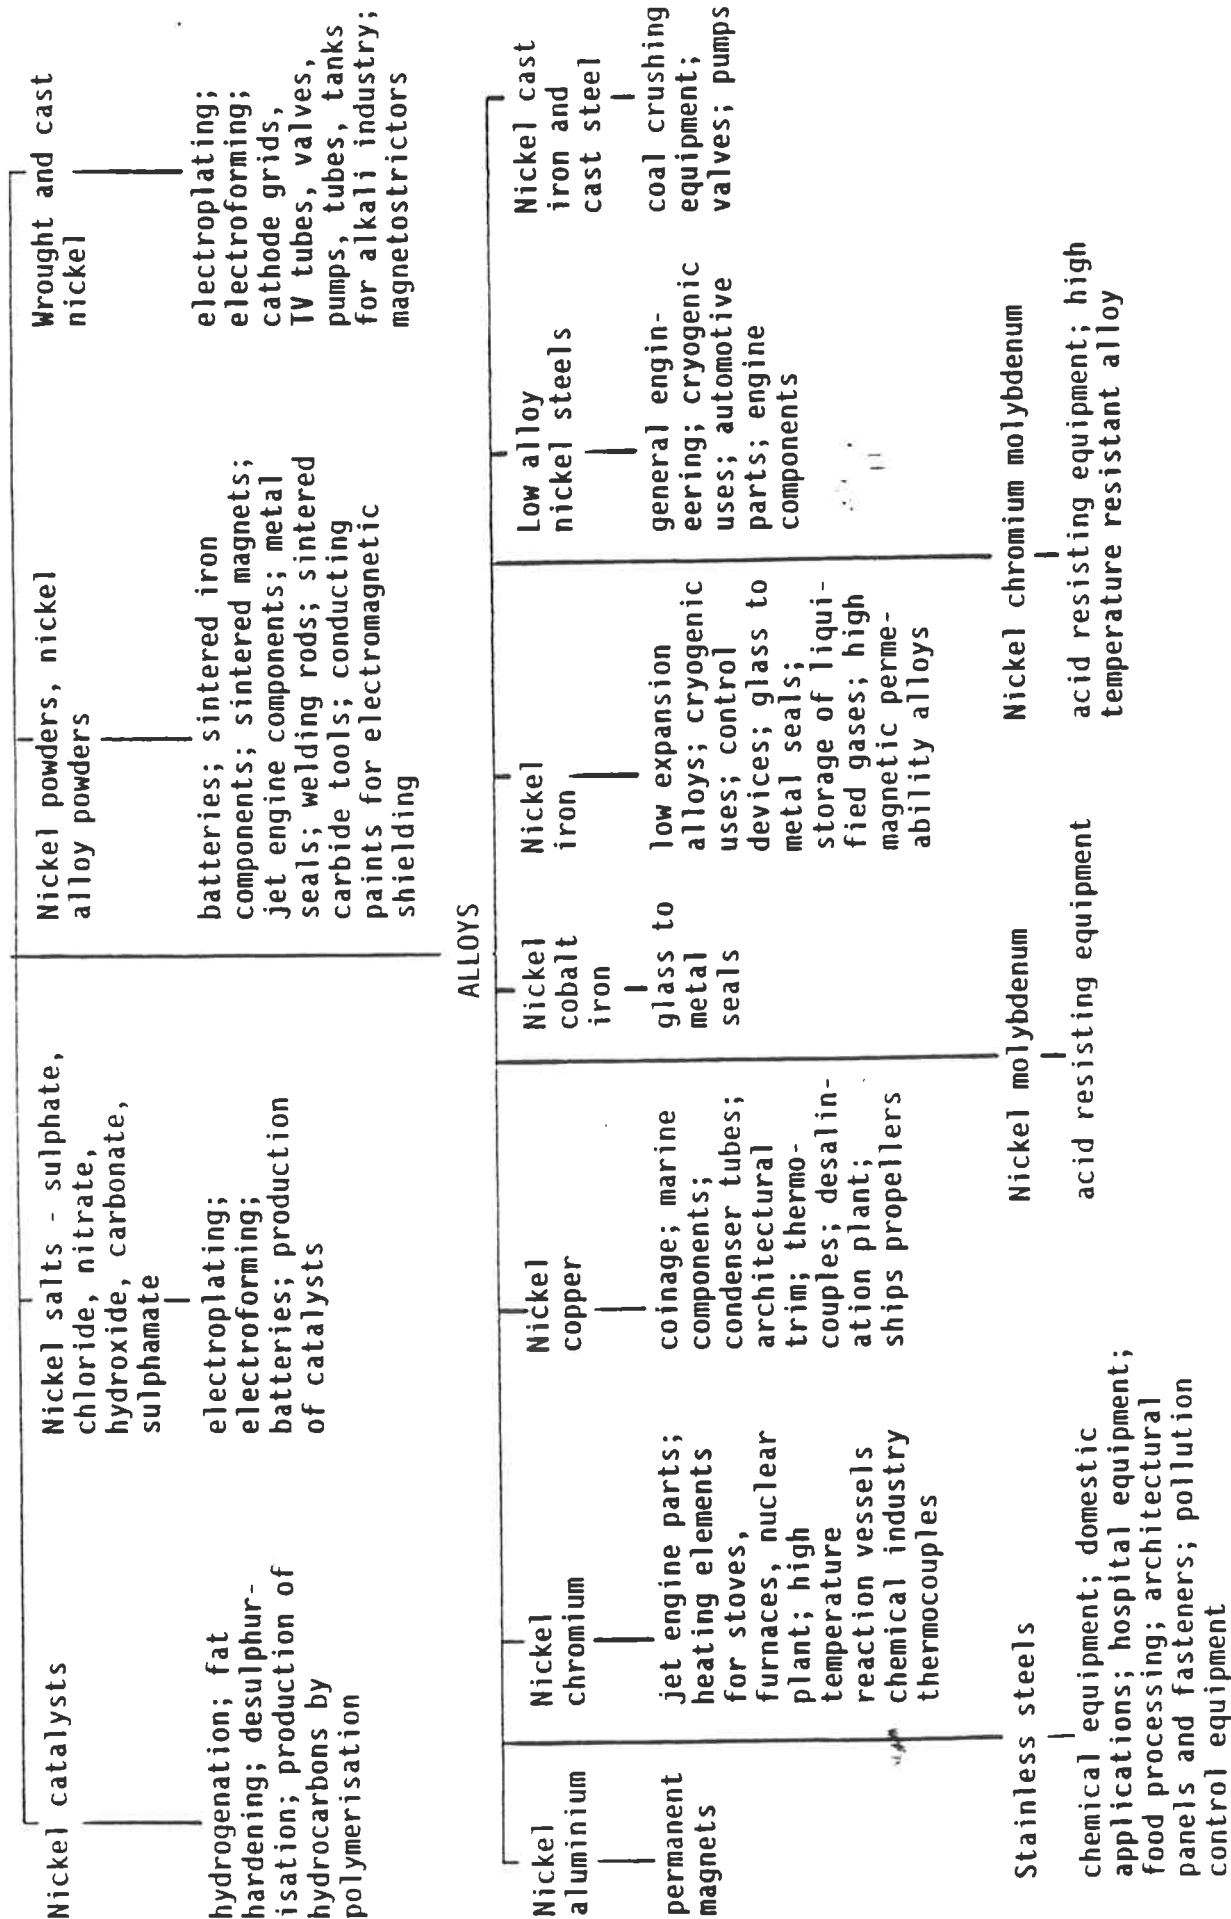 Nickel catalysts
hydrogenation; fat
hardening; desulphur-
isation; production of
hydrocarbons by
polymerisation
Nickel salts - sulphate,
chloride, nitrate,
hydroxide, carbonate,
sulphamate
electroplating;
electroforming;
batteries; production
of catalysts
Nickel powders, nickel
alloy powders
batteries; sintered iron
components; sintered magnets;
jet engine components; metal
seals; welding rods; sintered
carbide tools; conducting
paints for electromagnetic
shielding
Wrought and cast
nickel
electroplating;
electroforming;
cathode grids,
TV tubes, valves,
pumps, tubes, tanks
for alkali industry;
magnetostrictors
ALLOYS
Nickel
aluminium
permanent
magnets
Nickel
chromium
jet engine parts;
heating elements
for stoves,
furnaces, nuclear
plant; high
temperature
reaction vessels
chemical industry
thermocouples
Nickel
copper
coinage; marine
components;
condenser tubes;
architectural
trim; thermo-
couples; desalin-
ation plant;
ships propellers
Nickel
cobalt
iron
glass to
metal
seals
Nickel
iron
low expansion
alloys; cryogenic
uses; control
devices; glass to
metal seals;
storage of liqui-
fied gases; high
magnetic perme-
ability alloys
Low alloy
nickel steels
general engin-
eering; cryogenic
uses; automotive
parts; engine
components
Nickel cast
iron and
cast steel
coal crushing
equipment;
valves; pumps
Stainless steels
chemical equipment; domestic
applications; hospital equipment;
food processing; architectural
panels and fasteners; pollution
control equipment
Nickel molybdenum
acid resisting equipment
Nickel chromium molybdenum
acid resisting equipment; high
temperature resistant alloy